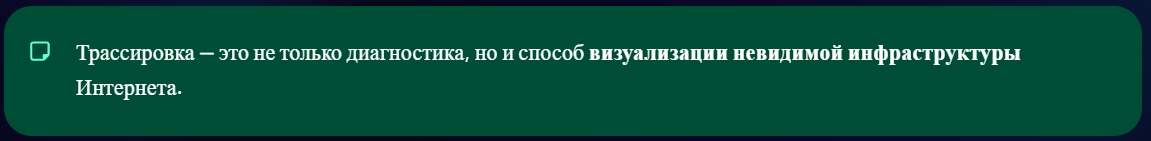 Трассировка — это не только диагностика, но и способ визуализации невидимой инфраструктуры
Интернета.